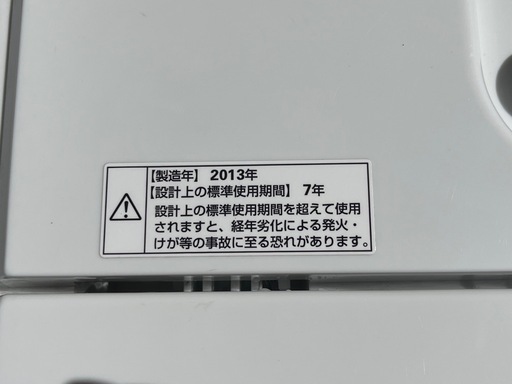 【製造年】 2013年
【設計上の標準使用期間】 7年
設計上の標準使用期間を超えて使用
されますと、経年劣化による発火・
けが等の事故に至る恐れがあります。